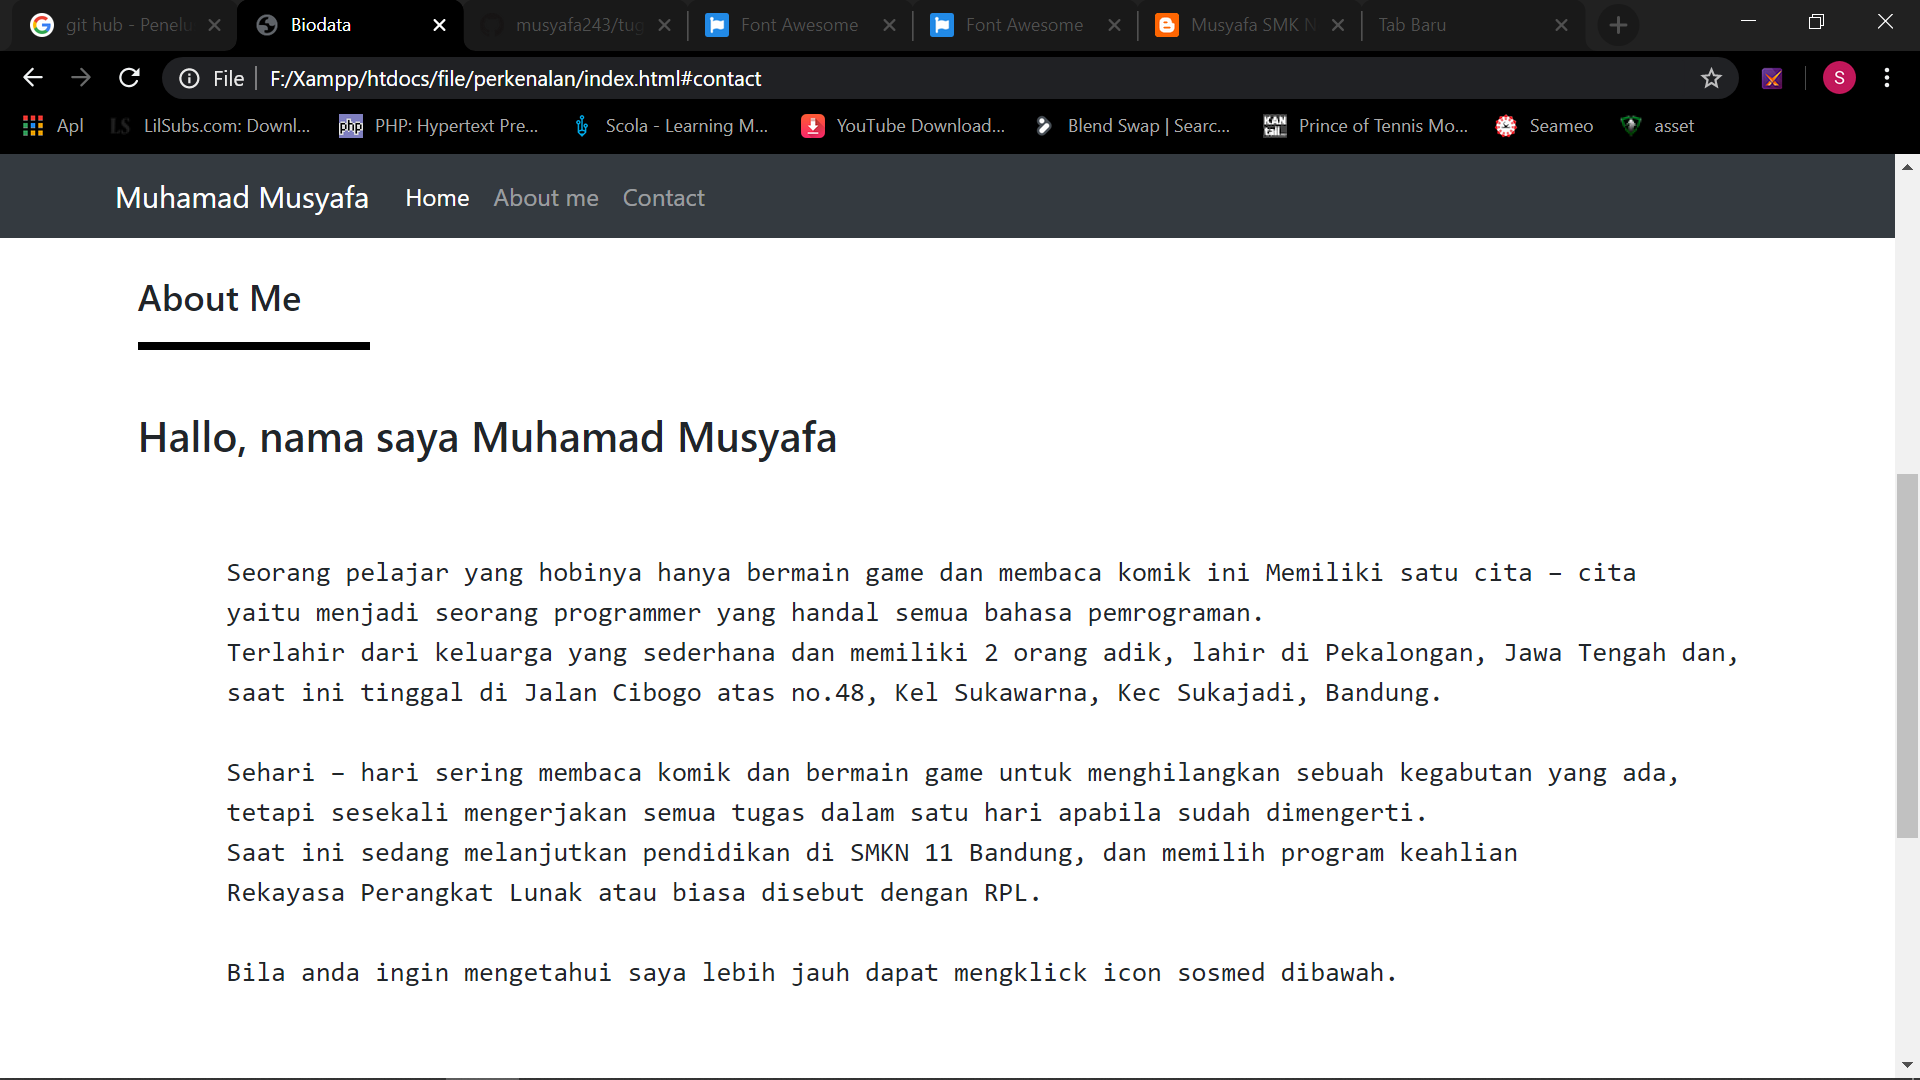 git hub - Penelu
Biodata
musyafa243/tug
Font Awesome
Font Awesome
Musyafa SMK N
Tab Baru
File
F:/Xampp/htdocs/file/perkenalan/index.html#contact
S
Apl
LS
LilSubs.com: Downl...
php
PHP: Hypertext Pre...
Scola - Learning M...
YouTube Download...
Blend Swap | Searc...
KAN
Prince of Tennis Mo...
Seameo
asset
Muhamad Musyafa
Home
About me
Contact
About Me
Hallo, nama saya Muhamad Musyafa
Seorang pelajar yang hobinya hanya bermain game dan membaca komik ini Memiliki satu cita – cita
yaitu menjadi seorang programmer yang handal semua bahasa pemrograman.
Terlahir dari keluarga yang sederhana dan memiliki 2 orang adik, lahir di Pekalongan, Jawa Tengah dan,
saat ini tinggal di Jalan Cibogo atas no.48, Kel Sukawarna, Kec Sukajadi, Bandung.
Sehari – hari sering membaca komik dan bermain game untuk menghilangkan sebuah kegabutan yang ada,
tetapi sesekali mengerjakan semua tugas dalam satu hari apabila sudah dimengerti.
Saat ini sedang melanjutkan pendidikan di SMKN 11 Bandung, dan memilih program keahlian
Rekayasa Perangkat Lunak atau biasa disebut dengan RPL.
Bila anda ingin mengetahui saya lebih jauh dapat mengklick icon sosmed dibawah.